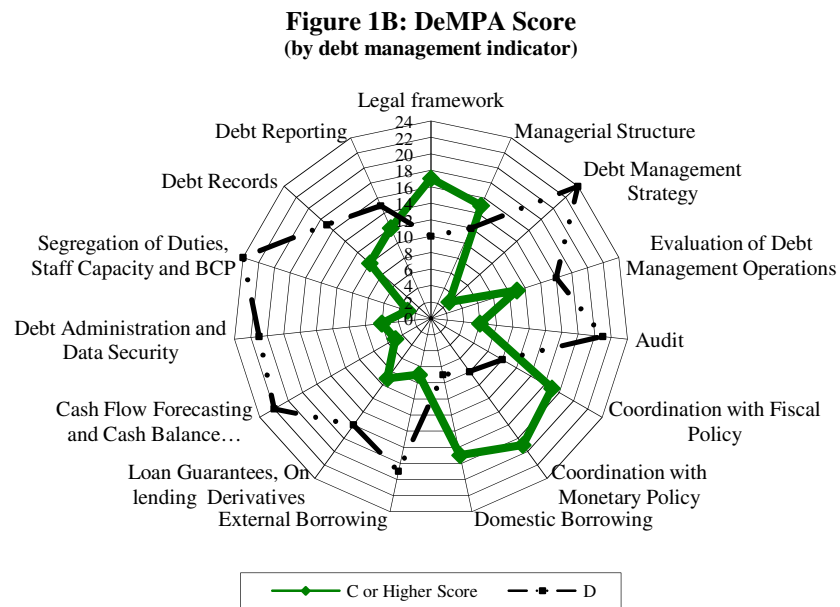 Figure 1B: DeMPA Score
(by debt management indicator)
Legal framework
Managerial Structure
Debt Management
Strategy
Evaluation of Debt
Management Operations
Audit
Coordination with Fiscal
Policy
Coordination with
Monetary Policy
Domestic Borrowing
External Borrowing
Loan Guarantees, On
lending Derivatives
Cash Flow Forecasting
and Cash Balance…
Debt Administration and
Data Security
Segregation of Duties,
Staff Capacity and BCP
Debt Records
Debt Reporting
24
22
20
18
16
14
12
10
8
6
4
2
0
C or Higher Score
D